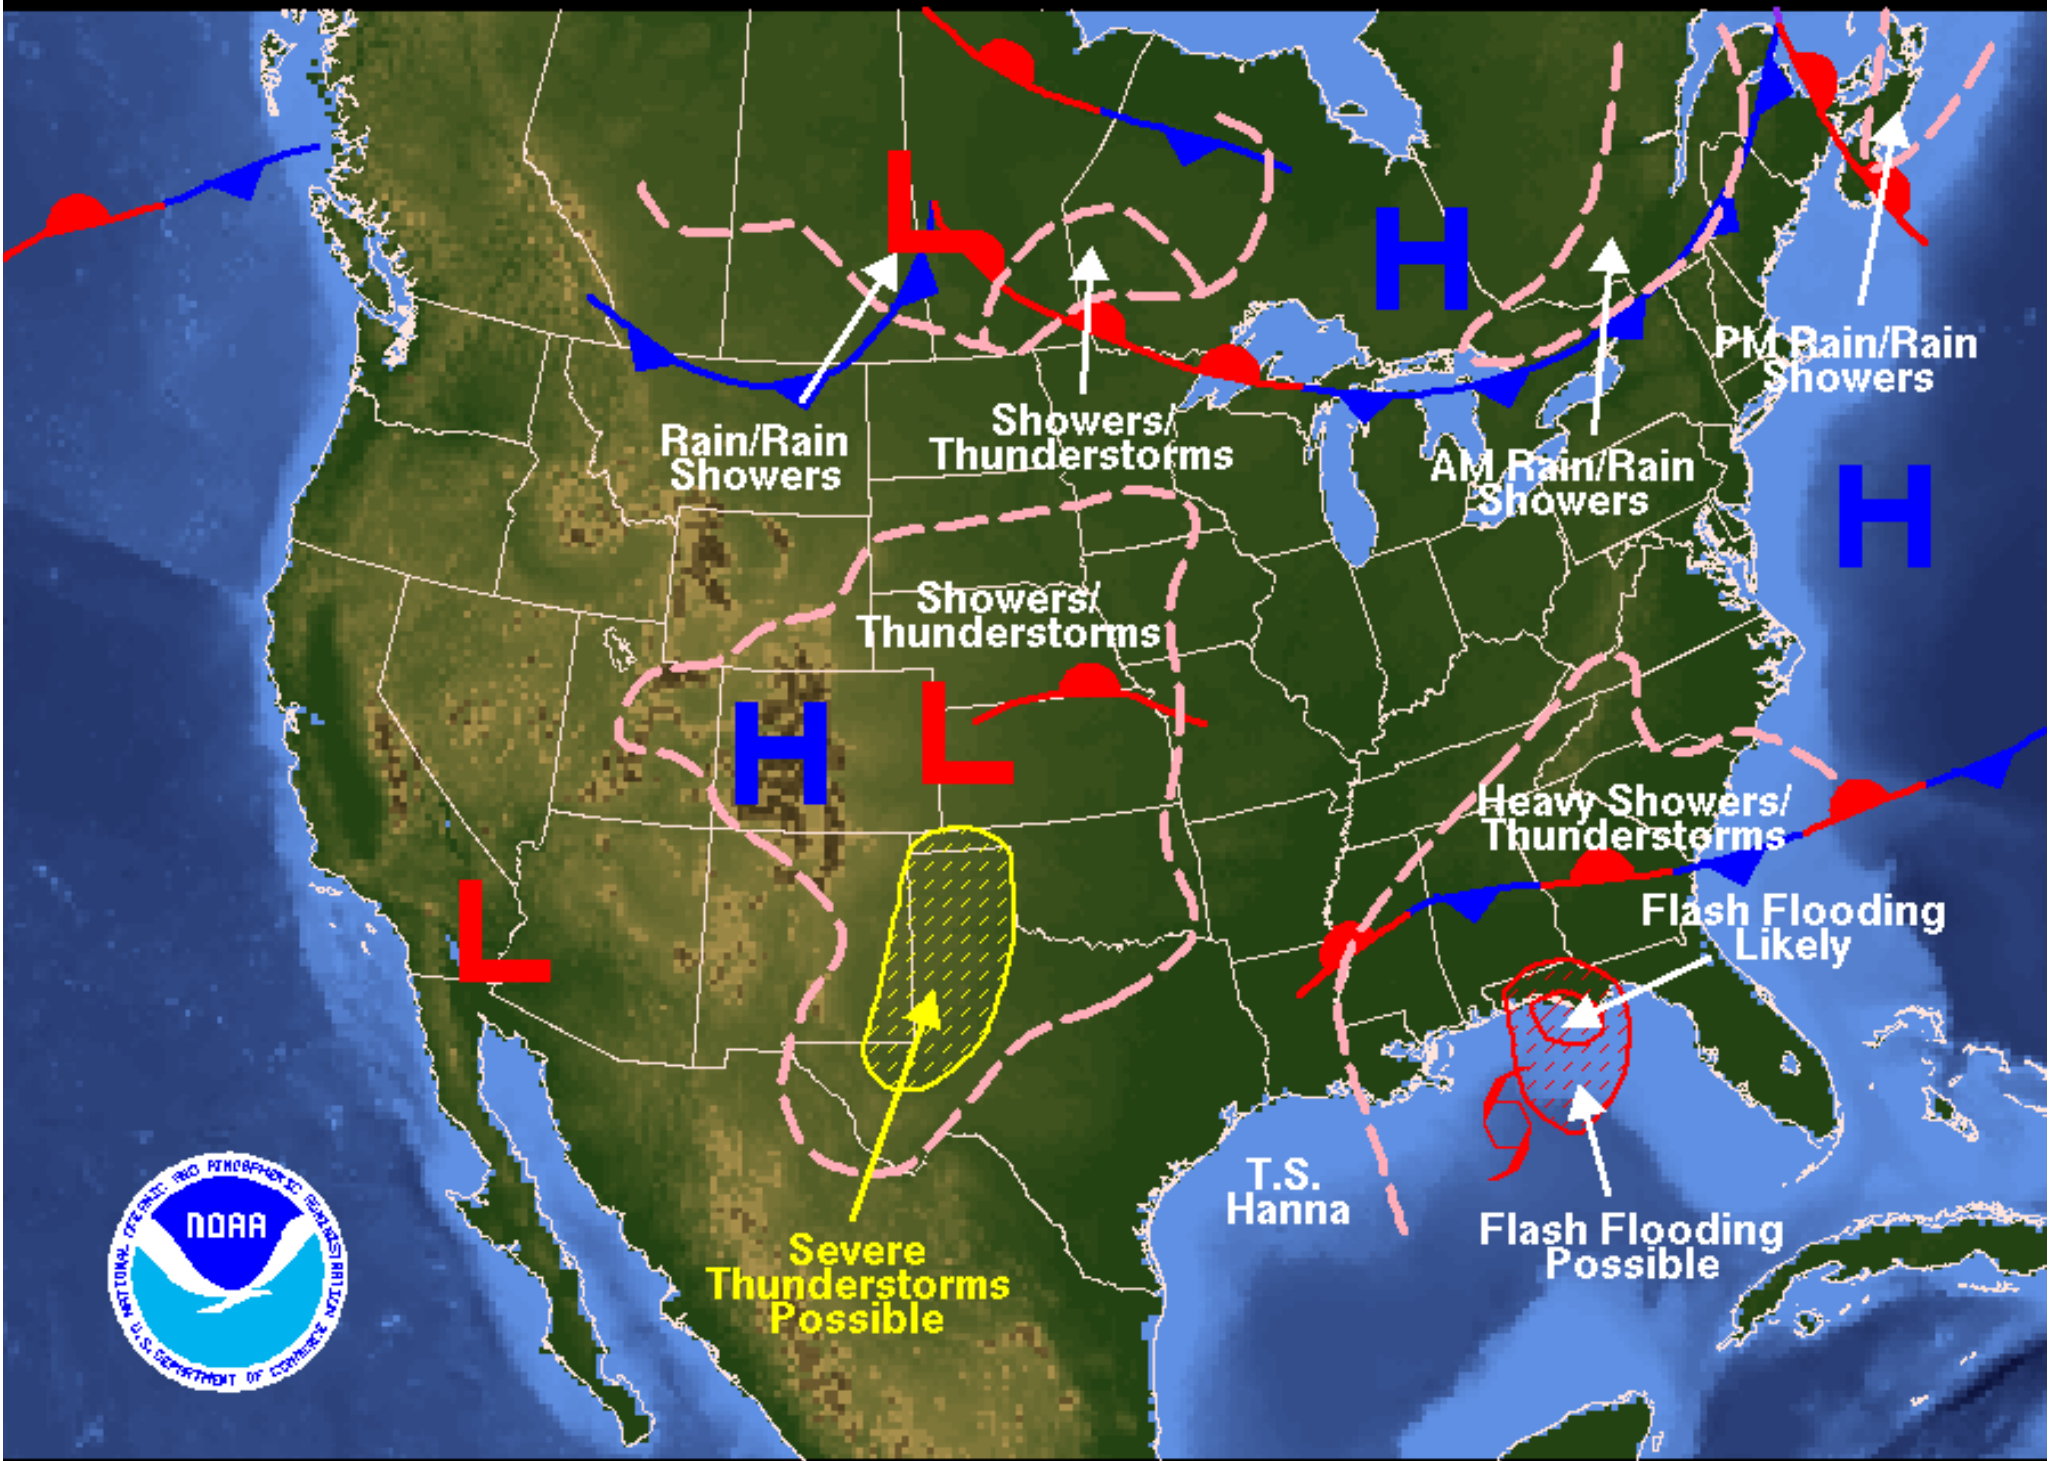 L
H
PM Rain/Rain
Showers
Rain/Rain
Showers
Showers/
Thunderstorms
AM Rain/Rain
Showers
H
Showers/
Thunderstorms
H
L
Heavy Showers/
Thunderstorms
L
Flash Flooding
Likely
T.S.
Hanna
Flash Flooding
Possible
Severe
Thunderstorms
Possible
NOAA
NATIONAL OCEANIC AND ATMOSPHERIC ADMINISTRATION
U.S. DEPARTMENT OF COMMERCE